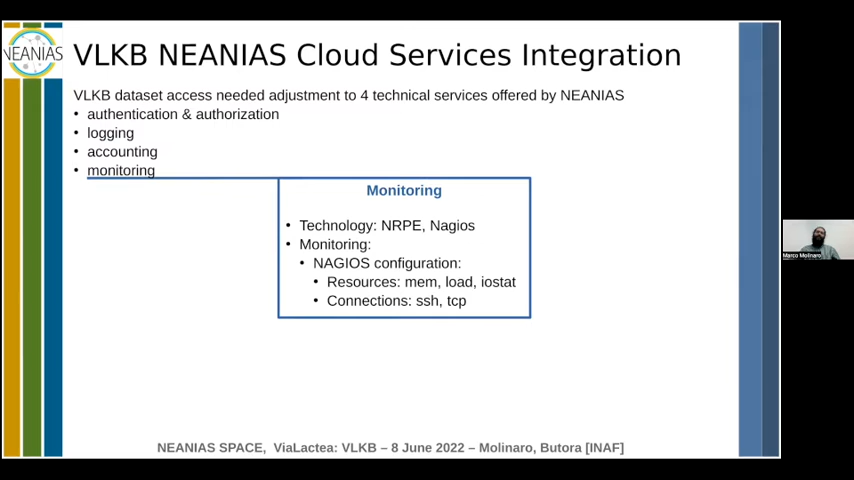 NEANIAS
VLKB NEANIAS Cloud Services Integration
VLKB dataset access needed adjustment to 4 technical services offered by NEANIAS
• authentication & authorization
• logging
• accounting
• monitoring
Monitoring
• Technology: NRPE, Nagios
• Monitoring:
• NAGIOS configuration:
• Resources: mem, load, iostat
• Connections: ssh, tcp
Marco Molinaro
NEANIAS SPACE, ViaLactea: VLKB – 8 June 2022 – Molinaro, Butora [INAF]